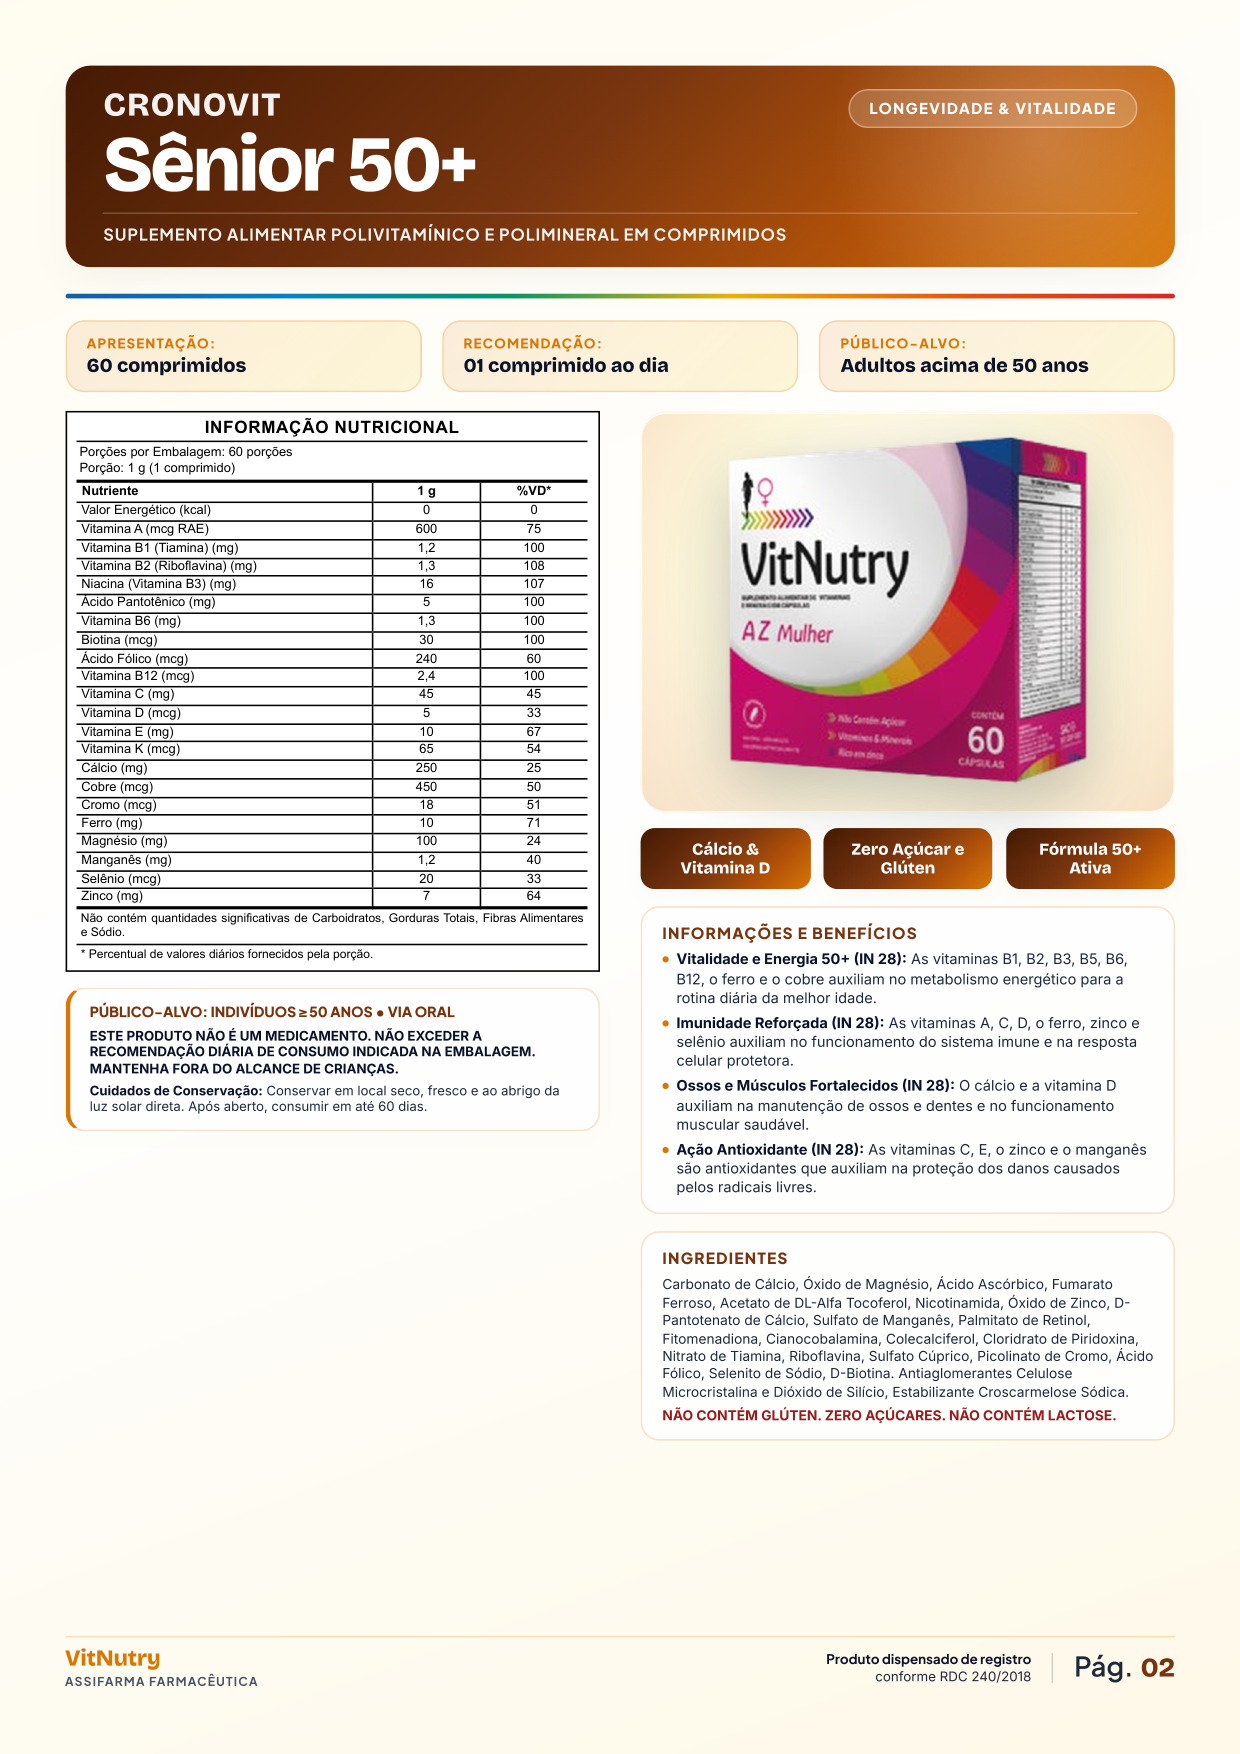 CRONOVIT
Sênior 50+
LONGEVIDADE & VITALIDADE
SUPLEMENTO ALIMENTAR POLIVITAMÍNICO E POLIMINERAL EM COMPRIMIDOS
APRESENTAÇÃO:
60 comprimidos
RECOMENDAÇÃO:
01 comprimido ao dia
PÚBLICO-ALVO:
Adultos acima de 50 anos
INFORMAÇÃO NUTRICIONAL
Porções por Embalagem: 60 porções
Porção: 1 g (1 comprimido)
Nutriente 1 g %VD*
Valor Energético (kcal) 0 0
Vitamina A (mcg RAE) 600 75
Vitamina B1 (Tiamina) (mg) 1,2 100
Vitamina B2 (Riboflavina) (mg) 1,3 108
Niacina (Vitamina B3) (mg) 16 107
Ácido Pantotênico (mg) 5 100
Vitamina B6 (mg) 1,3 100
Biotina (mcg) 30 100
Ácido Fólico (mcg) 240 60
Vitamina B12 (mcg) 2,4 100
Vitamina C (mg) 45 45
Vitamina D (mcg) 5 33
Vitamina E (mg) 10 67
Vitamina K (mcg) 65 54
Cálcio (mg) 250 25
Cobre (mcg) 450 50
Cromo (mcg) 18 51
Ferro (mg) 10 71
Magnésio (mg) 100 24
Manganês (mg) 1,2 40
Selênio (mcg) 20 33
Zinco (mg) 7 64
Não contém quantidades significativas de Carboidratos, Gorduras Totais, Fibras Alimentares
e Sódio.
* Percentual de valores diários fornecidos pela porção.
PÚBLICO-ALVO: INDIVÍDUOS ≥ 50 ANOS ● VIA ORAL
ESTE PRODUTO NÃO É UM MEDICAMENTO. NÃO EXCEDER A
RECOMENDAÇÃO DIÁRIA DE CONSUMO INDICADA NA EMBALAGEM.
MANTENHA FORA DO ALCANCE DE CRIANÇAS.
Cuidados de Conservação: Conservar em local seco, fresco e ao abrigo da
luz solar direta. Após aberto, consumir em até 60 dias.
VitNutry
SUPLEMENTO ALIMENTAR DE VITAMINAS
E MINERAIS EM CÁPSULAS
AZ Mulher
Não Contém Açúcar
Vitaminas & Minerais
Rico em zinco
CONTÉM
60
CÁPSULAS
Cálcio &
Vitamina D
Zero Açúcar e
Glúten
Fórmula 50+
Ativa
INFORMAÇÕES E BENEFÍCIOS
● Vitalidade e Energia 50+ (IN 28): As vitaminas B1, B2, B3, B5, B6,
B12, o ferro e o cobre auxiliam no metabolismo energético para a
rotina diária da melhor idade.
● Imunidade Reforçada (IN 28): As vitaminas A, C, D, o ferro, zinco e
selênio auxiliam no funcionamento do sistema imune e na resposta
celular protetora.
● Ossos e Músculos Fortalecidos (IN 28): O cálcio e a vitamina D
auxiliam na manutenção de ossos e dentes e no funcionamento
muscular saudável.
● Ação Antioxidante (IN 28): As vitaminas C, E, o zinco e o manganês
são antioxidantes que auxiliam na proteção dos danos causados
pelos radicais livres.
INGREDIENTES
Carbonato de Cálcio, Óxido de Magnésio, Ácido Ascórbico, Fumarato
Ferroso, Acetato de DL-Alfa Tocoferol, Nicotinamida, Óxido de Zinco, D-
Pantotenato de Cálcio, Sulfato de Manganês, Palmitato de Retinol,
Fitomenadiona, Cianocobalamina, Colecalciferol, Cloridrato de Piridoxina,
Nitrato de Tiamina, Riboflavina, Sulfato Cúprico, Picolinato de Cromo, Ácido
Fólico, Selenito de Sódio, D-Biotina. Antiaglomerantes Celulose
Microcristalina e Dióxido de Silício, Estabilizante Croscarmelose Sódica.
NÃO CONTÉM GLÚTEN. ZERO AÇÚCARES. NÃO CONTÉM LACTOSE.
VitNutry
ASSIFARMA FARMACÊUTICA
Produto dispensado de registro
conforme RDC 240/2018
Pág. 02